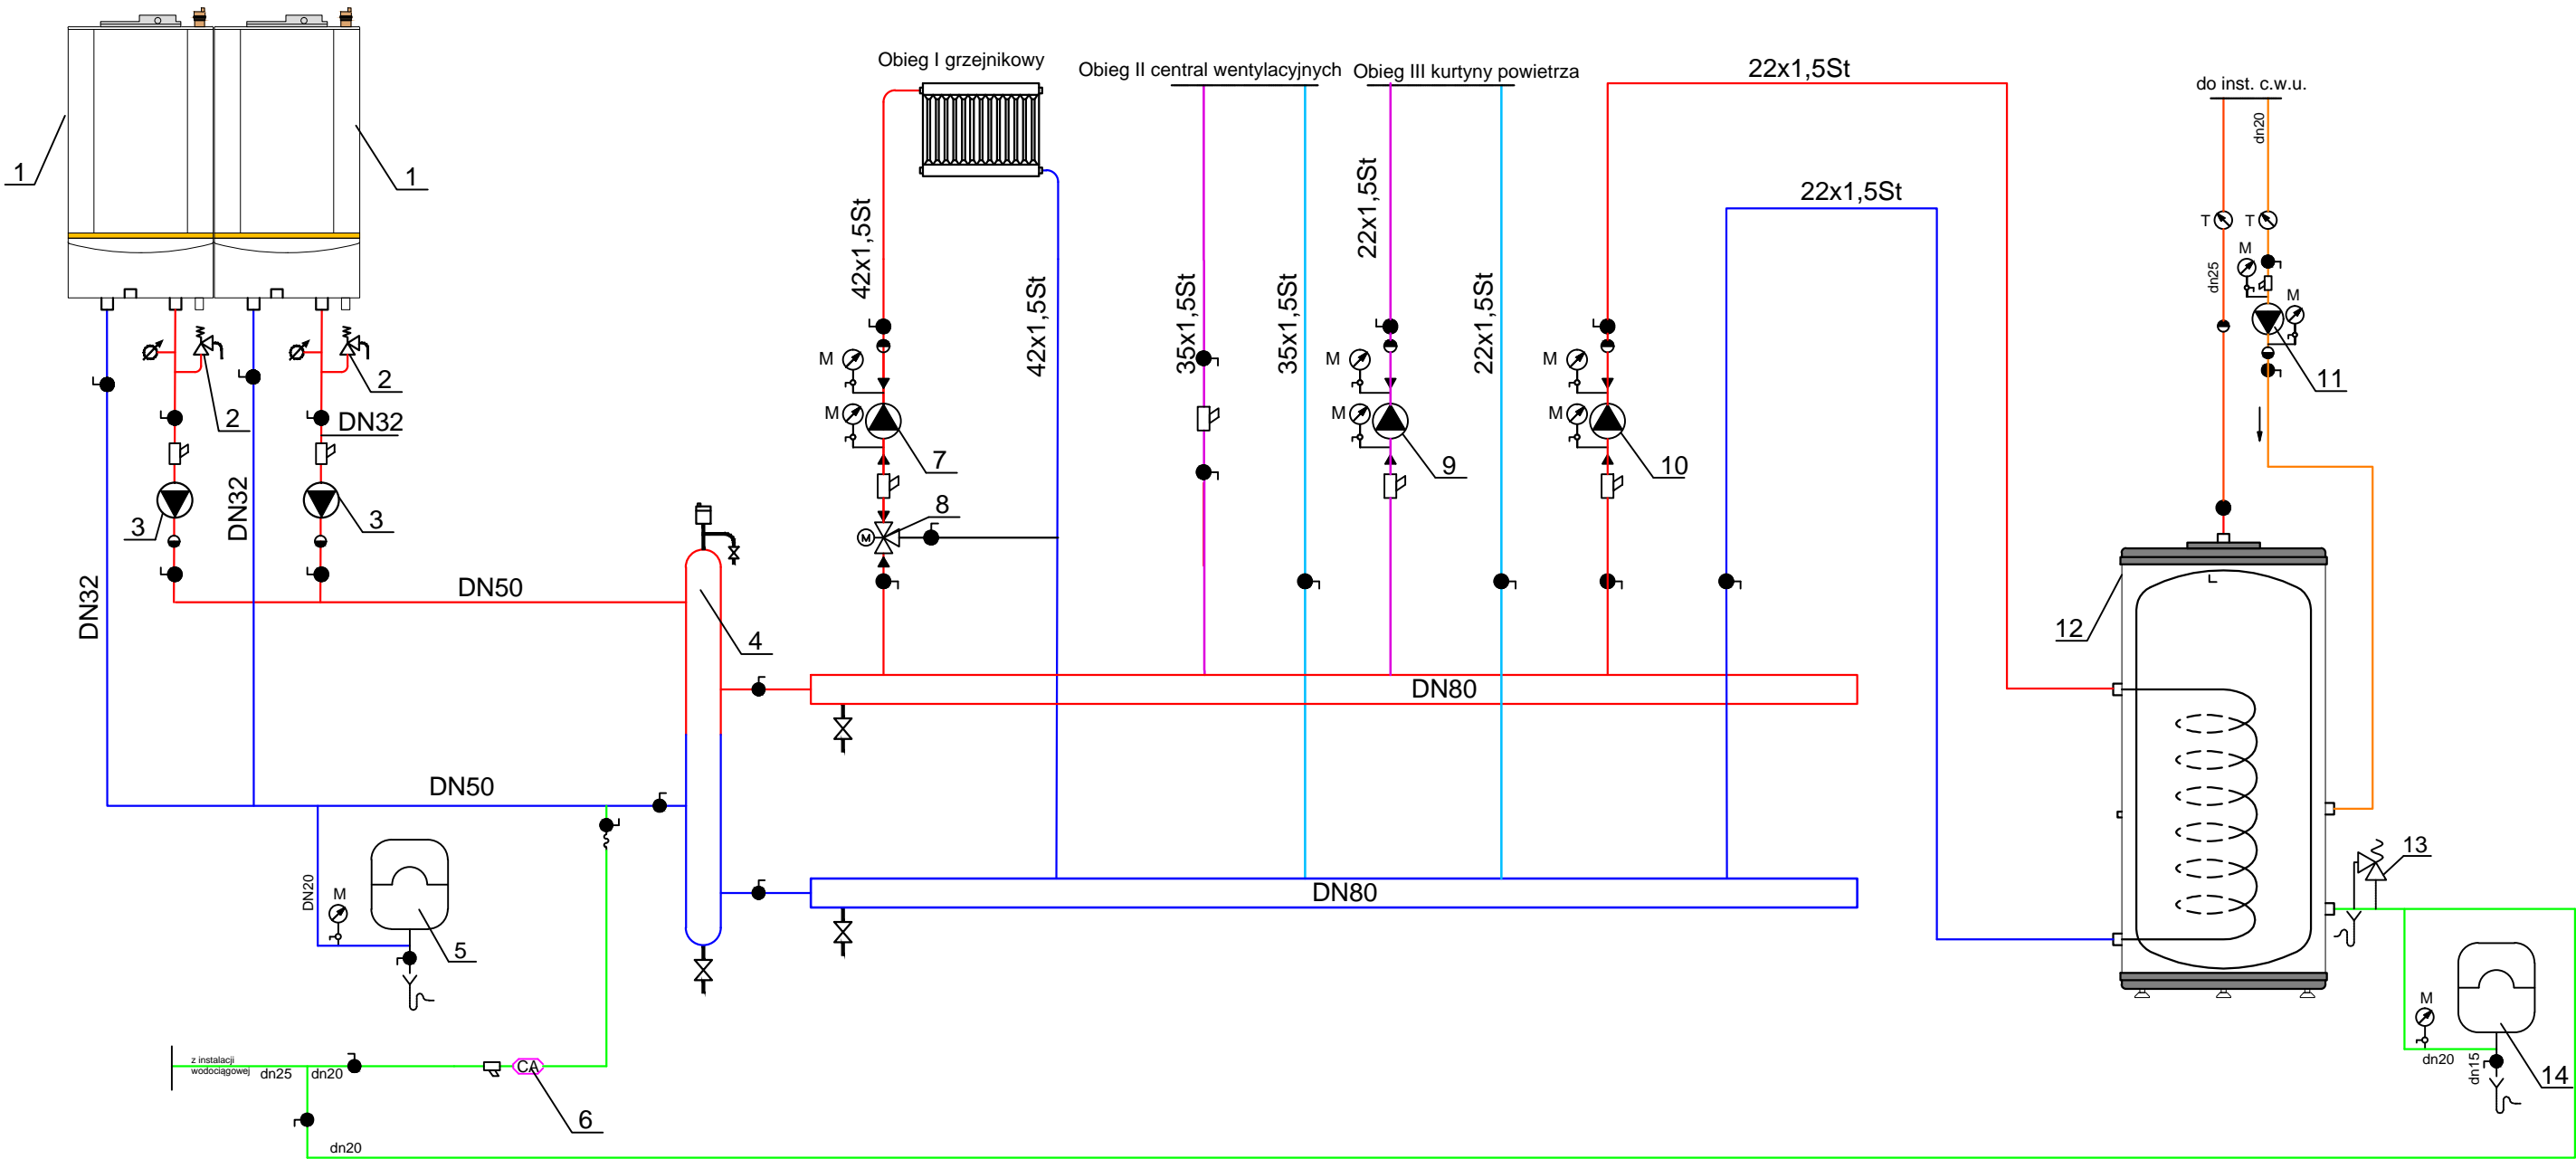 Obieg I grzejnikowy
Obieg II central wentylacyjnych
Obieg III kurtyny powietrza
22x1,5St
do inst. c.w.u.
dn20
1
1
22x1,5St
22x1,5St
42x1,5St
T
T
M
dn25
M
35x1,5St
35x1,5St
22x1,5St
42x1,5St
M
M
M
2
2
11
DN32
M
M
M
7
9
10
3
3
DN32
8
M
DN32
DN50
4
12
DN80
DN50
13
DN20
M
5
DN80
M
dn20
dn15
14
z instalacji
wodociągowej
dn25
dn20
CA
6
dn20